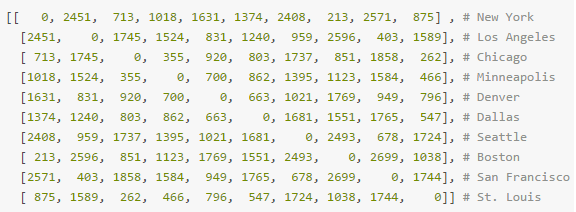 [[ 0, 2451, 713, 1018, 1631, 1374, 2408, 213, 2571, 875] , # New York
[2451, 0, 1745, 1524, 831, 1240, 959, 2596, 403, 1589], # Los Angeles
[ 713, 1745, 0, 355, 920, 803, 1737, 851, 1858, 262], # Chicago
[1018, 1524, 355, 0, 700, 862, 1395, 1123, 1584, 466], # Minneapolis
[1631, 831, 920, 700, 0, 663, 1021, 1769, 949, 796], # Denver
[1374, 1240, 803, 862, 663, 0, 1681, 1551, 1765, 547], # Dallas
[2408, 959, 1737, 1395, 1021, 1681, 0, 2493, 678, 1724], # Seattle
[ 213, 2596, 851, 1123, 1769, 1551, 2493, 0, 2699, 1038], # Boston
[2571, 403, 1858, 1584, 949, 1765, 678, 2699, 0, 1744], # San Francisco
[ 875, 1589, 262, 466, 796, 547, 1724, 1038, 1744, 0]] # St. Louis